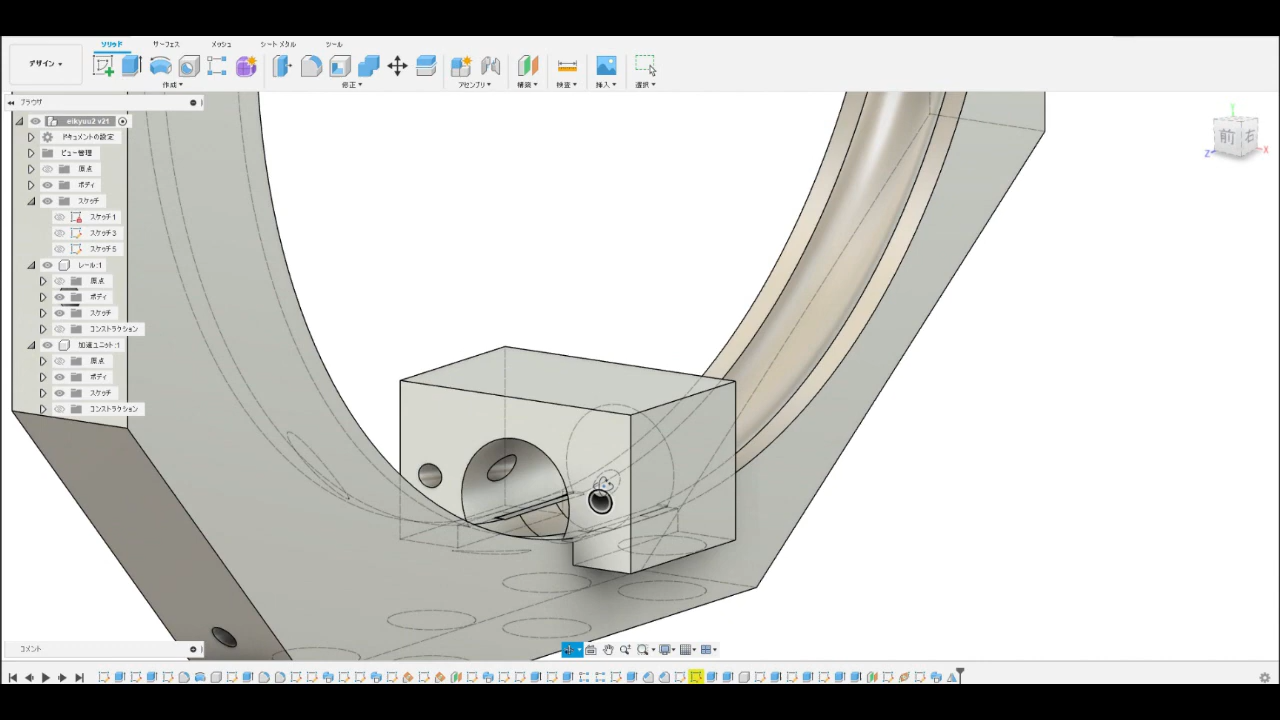 ソリッド サーフェス メッシュ シート メタル ツール
デザイン ▾
作成 ▾ 修正 ▾ アセンブリ ▾ 構築 ▾ 検査 ▾ 挿入 ▾ 選択 ▾
ブラウザ
eikyuu2 v21
ドキュメントの設定
ビュー管理
原点
ボディ
スケッチ
スケッチ1
スケッチ3
スケッチ5
レール:1
原点
ボディ
スケッチ
コンストラクション
加速ユニット:1
原点
ボディ
スケッチ
コンストラクション
Y
前 右
Z X
コメント